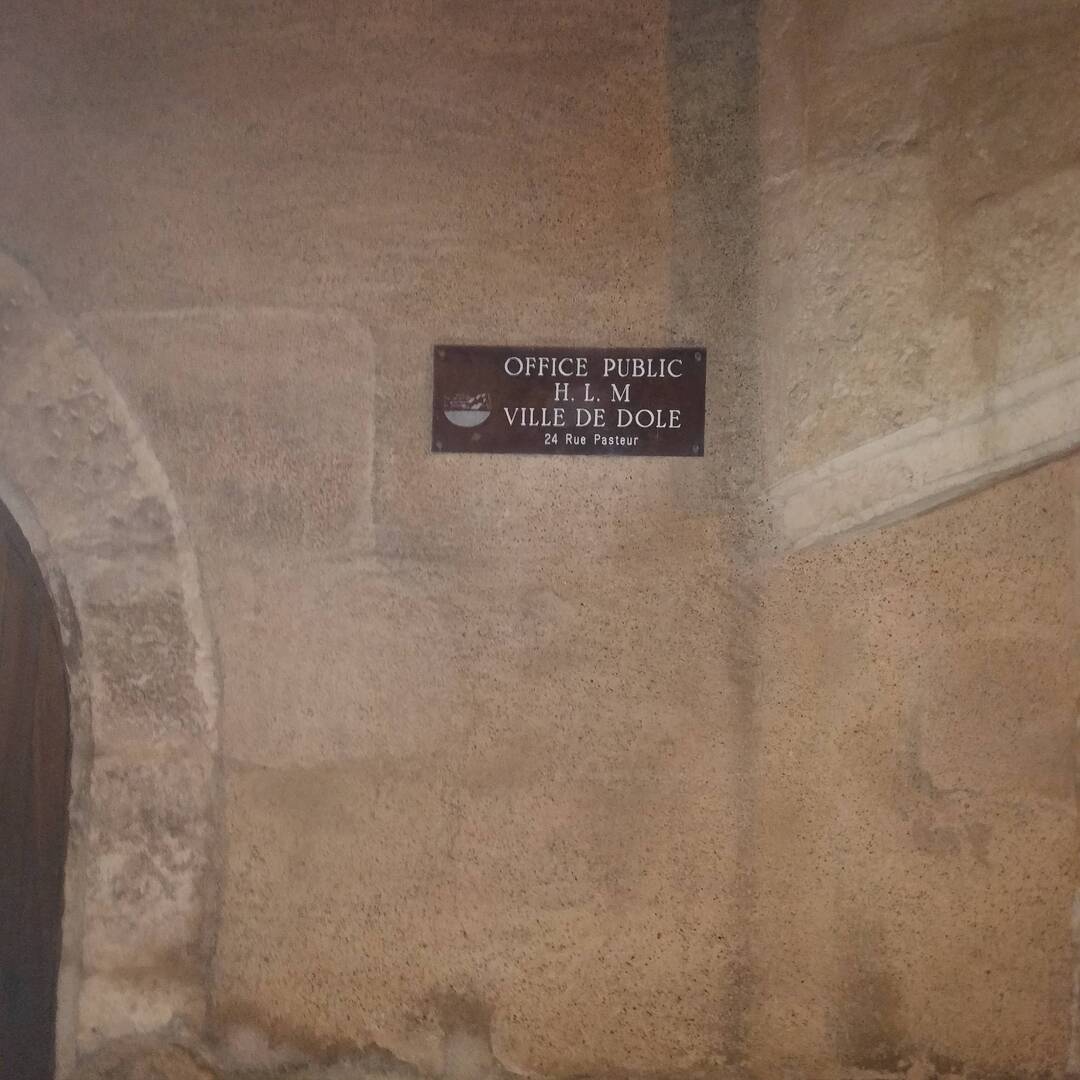 OFFICE PUBLIC
H. L. M
VILLE DE DOLE
24 Rue Pasteur